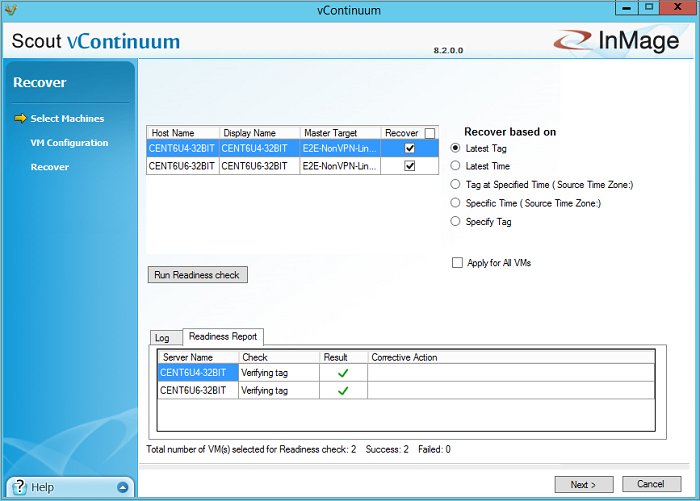 vContinuum
Scout vContinuum
8.2.0.0
InMage
Recover
Select Machines
VM Configuration
Recover
Host Name Display Name Master Target Recover
CENT6U4-32BIT CENT6U4-32BIT E2E-NonVPN-Lin...
CENT6U6-32BIT CENT6U6-32BIT E2E-NonVPN-Lin...
Recover based on
Latest Tag
Latest Time
Tag at Specified Time ( Source Time Zone:)
Specific Time ( Source Time Zone:)
Specify Tag
Apply for All VMs
Run Readiness check
Log Readiness Report
Server Name Check Result Corrective Action
CENT6U4-32BIT Verifying tag
CENT6U6-32BIT Verifying tag
Total number of VM(s) selected for Readiness check: 2 Success: 2 Failed: 0
? Help
Next > Cancel